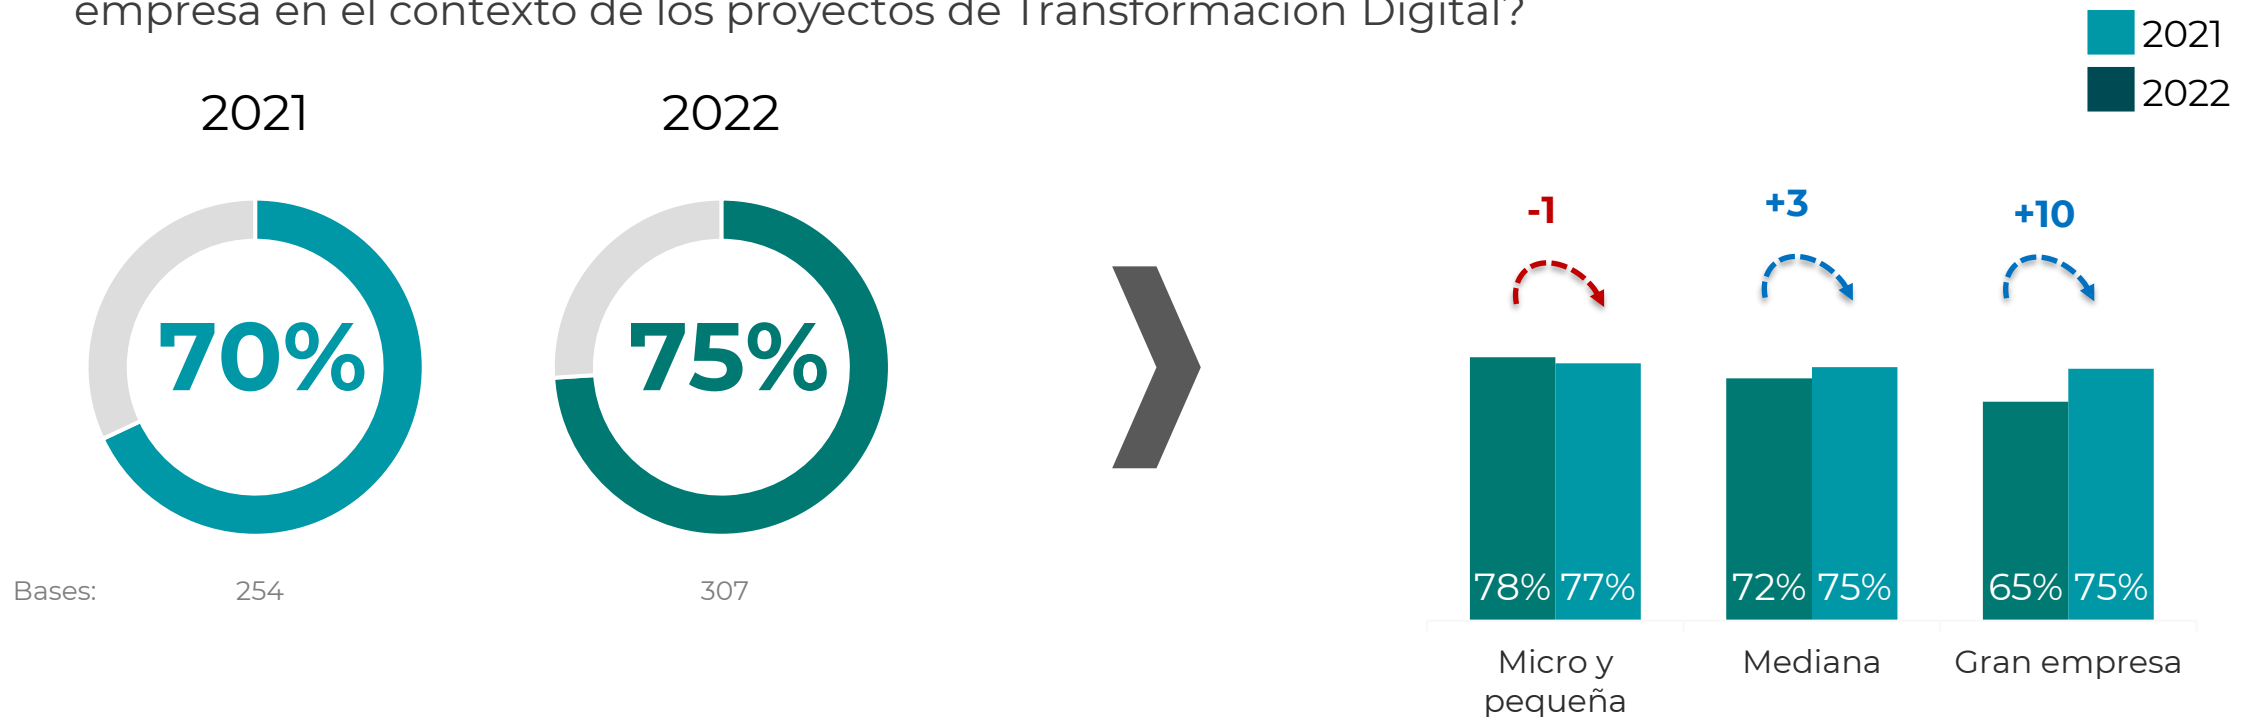 empresa en el contexto de los proyectos de Transformación Digital?
2021
2022
2021
2022
70%
75%
Bases:
254
307
-1
+3
+10
78% 77%
72% 75%
65% 75%
Micro y
pequeña
Mediana
Gran empresa